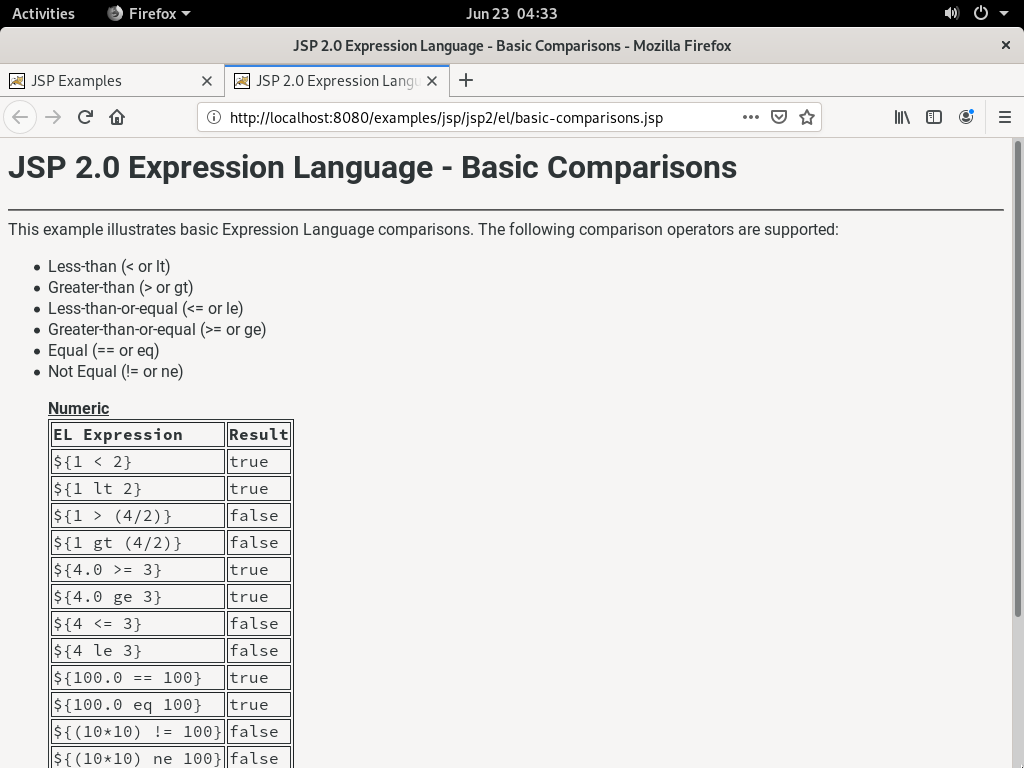 Activities Firefox Jun 23 04:33
JSP 2.0 Expression Language - Basic Comparisons - Mozilla Firefox
JSP Examples JSP 2.0 Expression Langu
http://localhost:8080/examples/jsp/jsp2/el/basic-comparisons.jsp
JSP 2.0 Expression Language - Basic Comparisons
This example illustrates basic Expression Language comparisons. The following comparison operators are supported:
• Less-than (< or lt)
• Greater-than (> or gt)
• Less-than-or-equal (<= or le)
• Greater-than-or-equal (>= or ge)
• Equal (== or eq)
• Not Equal (!= or ne)
Numeric
EL Expression Result
${1 < 2} true
${1 lt 2} true
${1 > (4/2)} false
${1 gt (4/2)} false
${4.0 >= 3} true
${4.0 ge 3} true
${4 <= 3} false
${4 le 3} false
${100.0 == 100} true
${100.0 eq 100} true
${(10*10) != 100} false
${(10*10) ne 100} false